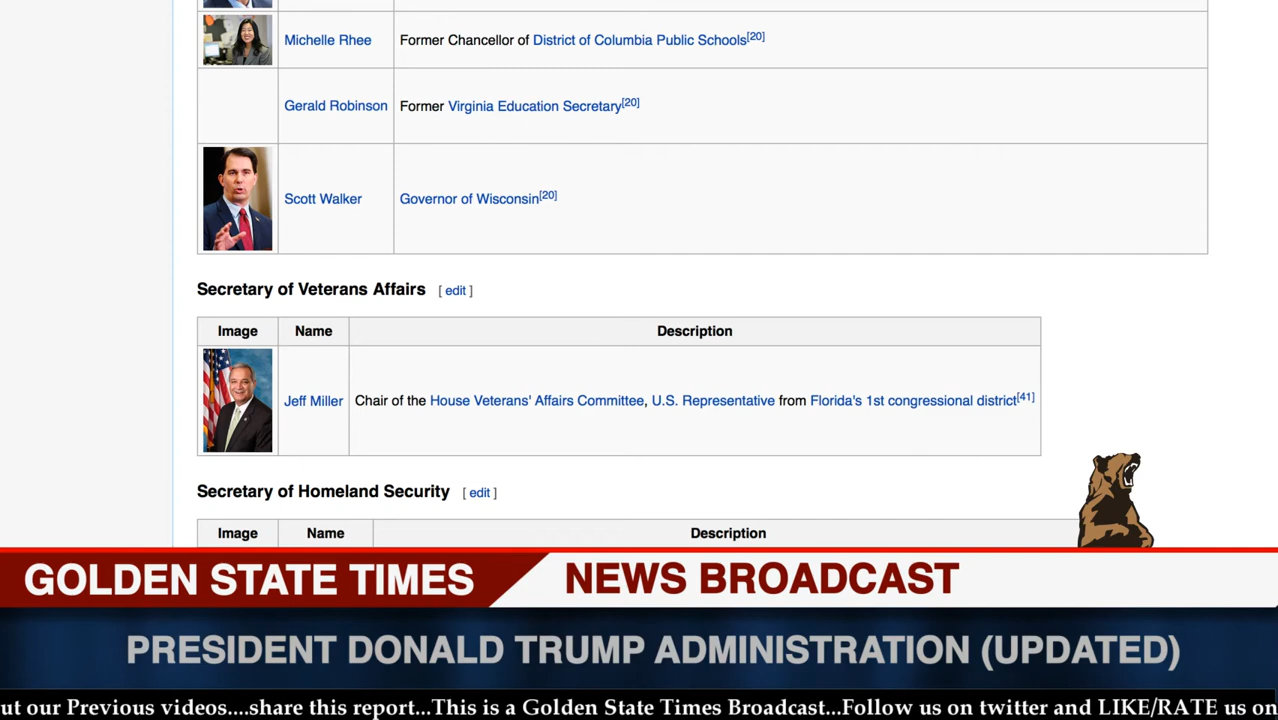 Michelle Rhee Former Chancellor of District of Columbia Public Schools[20]
Gerald Robinson Former Virginia Education Secretary[20]
Scott Walker Governor of Wisconsin[20]
Secretary of Veterans Affairs [ edit ]
Image Name Description
Jeff Miller Chair of the House Veterans' Affairs Committee, U.S. Representative from Florida's 1st congressional district[41]
Secretary of Homeland Security [ edit ]
Image Name Description
GOLDEN STATE TIMES NEWS BROADCAST
PRESIDENT DONALD TRUMP ADMINISTRATION (UPDATED)
ut our Previous videos....share this report...This is a Golden State Times Broadcast...Follow us on twitter and LIKE/RATE us on